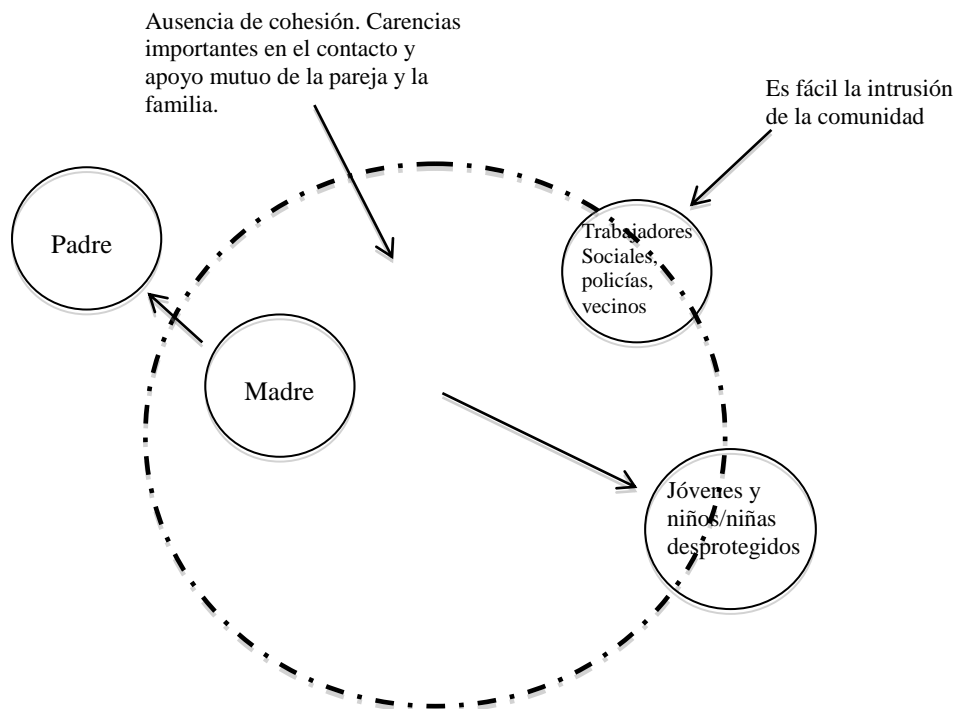 Ausencia de cohesión. Carencias
importantes en el contacto y
apoyo mutuo de la pareja y la
familia.
Es fácil la intrusión
de la comunidad
Padre
Trabajadores
Sociales,
policías,
vecinos
Madre
Jóvenes y
niños/niñas
desprotegidos